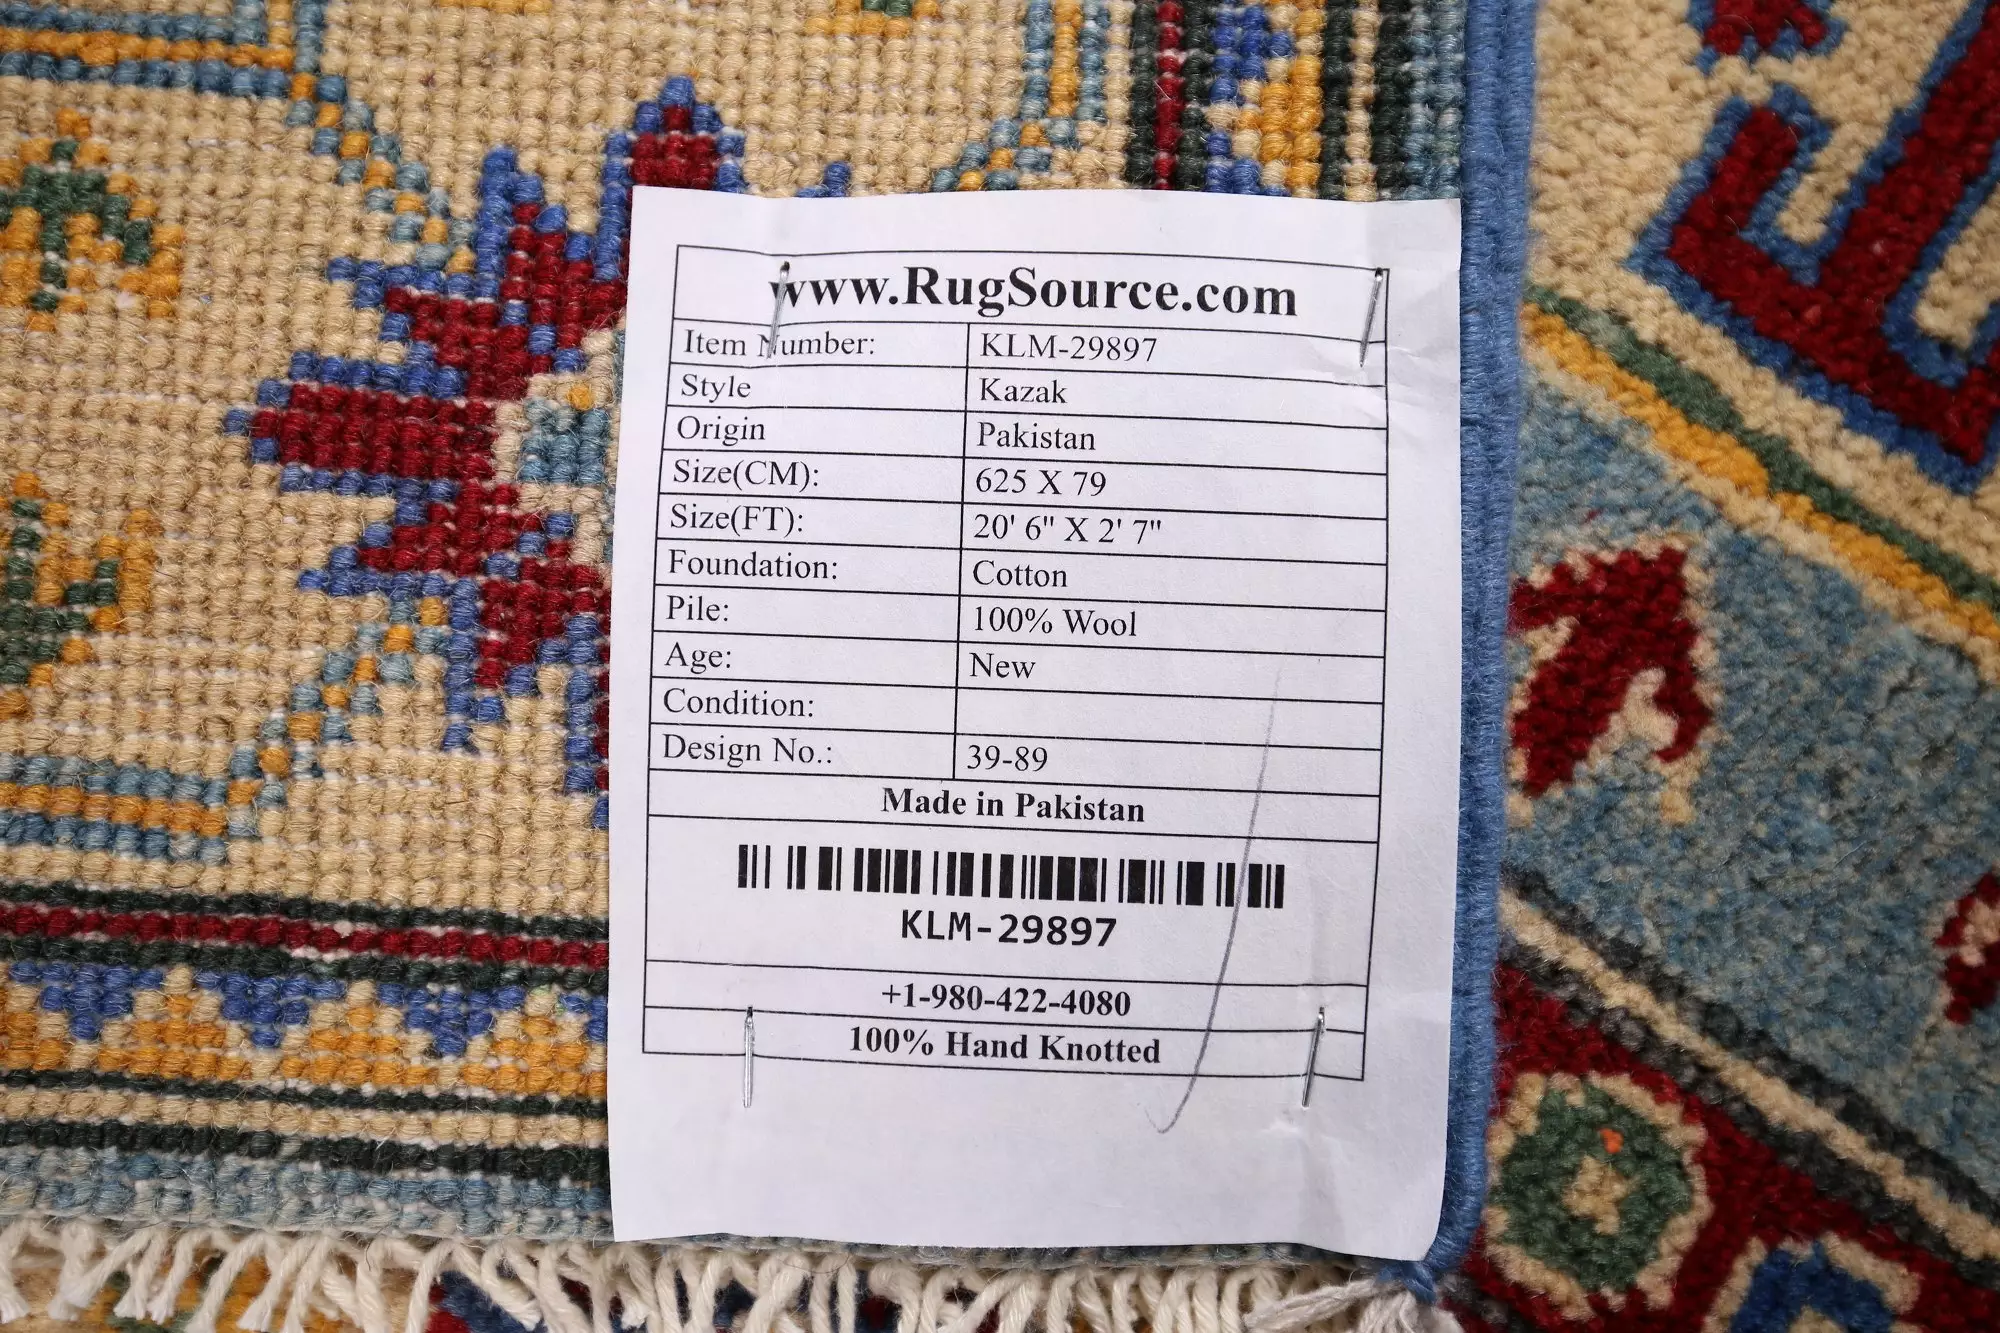 www.RugSource.com
Item Number: KLM-29897
Style Kazak
Origin Pakistan
Size(CM): 625 X 79
Size(FT): 20' 6" X 2' 7"
Foundation: Cotton
Pile: 100% Wool
Age: New
Condition:
Design No.: 39-89
Made in Pakistan
KLM-29897
+1-980-422-4080
100% Hand Knotted